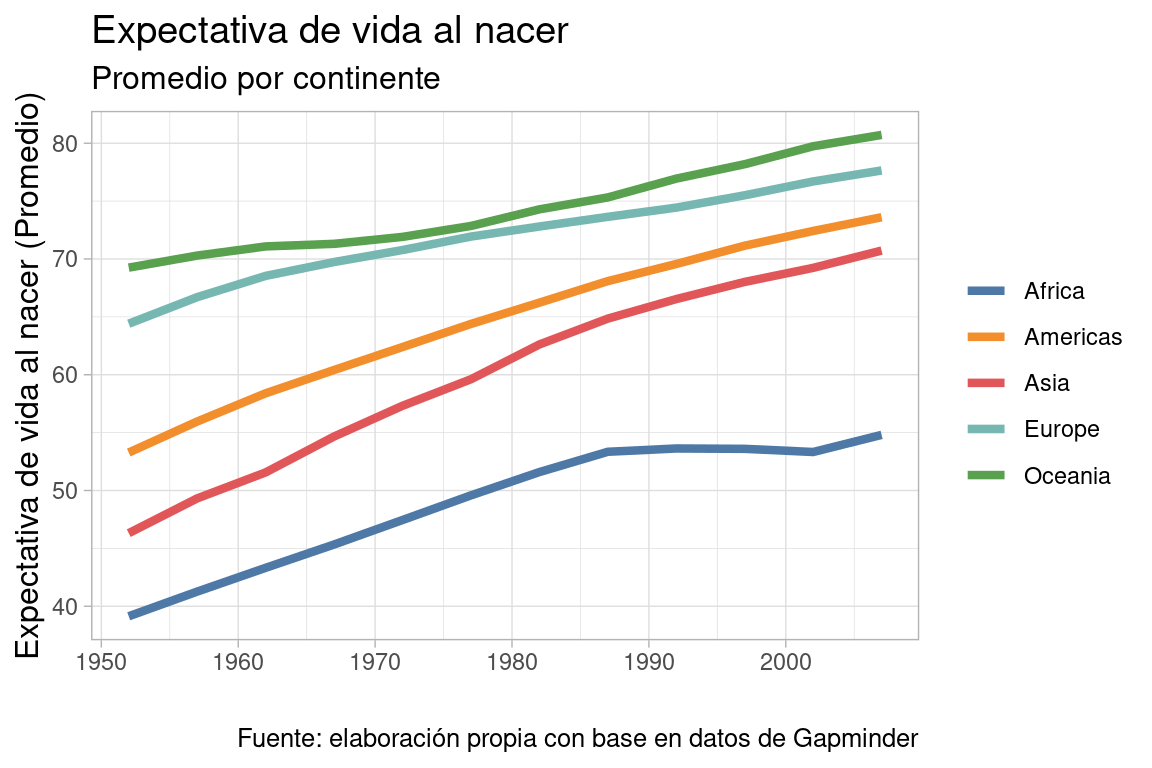 Expectativa de vida al nacer
Promedio por continente
Expectativa de vida al nacer (Promedio)
80
70
60
50
40
1950 1960 1970 1980 1990 2000
Africa
Americas
Asia
Europe
Oceania
Fuente: elaboración propia con base en datos de Gapminder